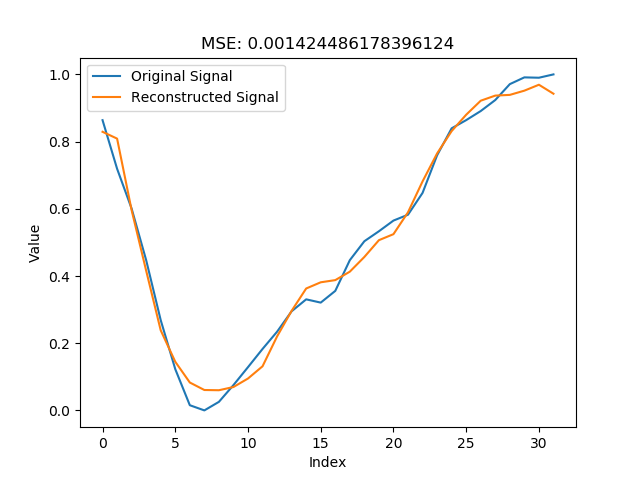 MSE: 0.001424486178396124
Original Signal
Reconstructed Signal
1.0
0.8
0.6
0.4
0.2
0.0
Value
0 5 10 15 20 25 30
Index